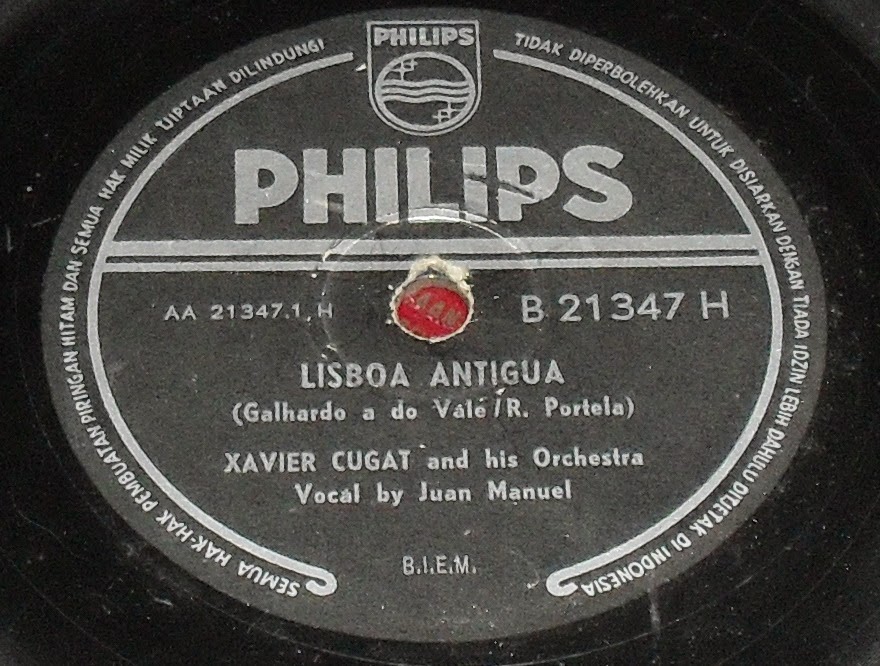 PHILIPS
PHILIPS
AA 21347.1 H
B 21347 H
LISBOA ANTIGUA
(Galhardo a do Vale/R. Portela)
XAVIER CUGAT and his Orchestra
Vocal by Juan Manuel
B.I.E.M.
SEMUA HAK-HAK PEMBUATAN PIRINGAN HITAM DAN SEMUA HAK MILIK TJIPTAAN DILINDUNGI
TIDAK DIPERBOLEHKAN UNTUK DISIARKAN DENGAN TIADA IDZIN LEBIH DAHULU DITJETAK DI INDONESIA